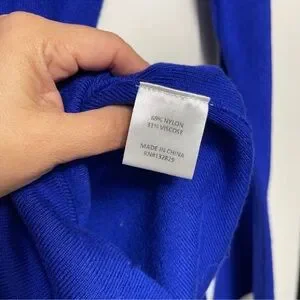 69% NYLON
31% VISCOSE
MADE IN CHINA
RN#132829